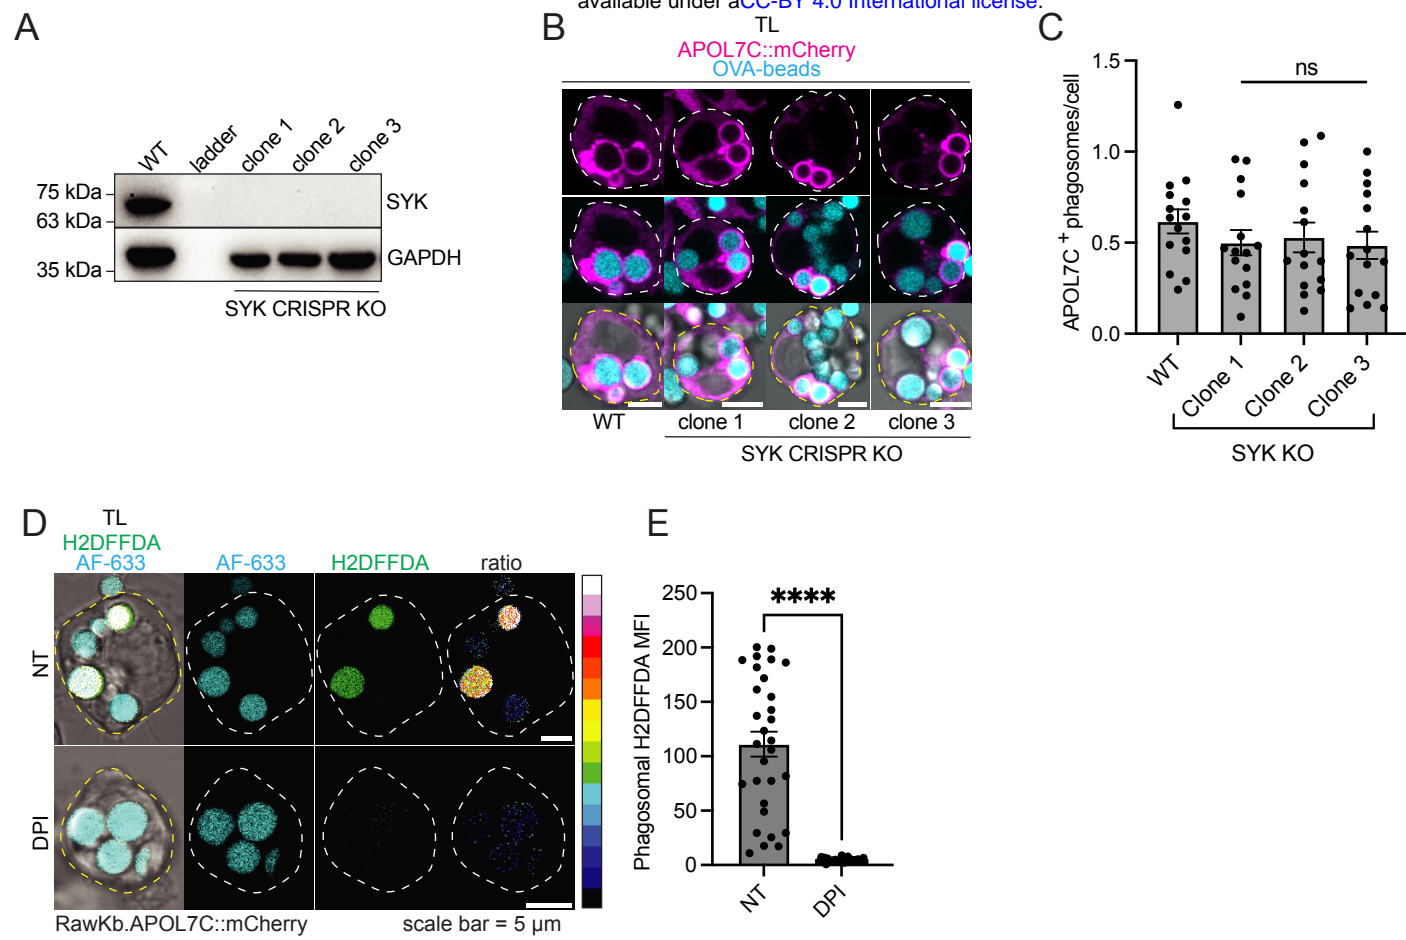 available under aCC-BY 4.0 International license.
A
WT
ladder
clone 1
clone 2
clone 3
75 kDa
63 kDa
35 kDa
SYK
GAPDH
SYK CRISPR KO
B
TL
APOL7C::mCherry
OVA-beads
WT
clone 1
clone 2
clone 3
SYK CRISPR KO
C
APOL7C+ phagosomes/cell
1.5
1.0
0.5
0.0
ns
WT
Clone 1
Clone 2
Clone 3
SYK KO
D
TL
H2DFFDA
AF-633
AF-633
H2DFFDA
ratio
NT
DPI
RawKb.APOL7C::mCherry
scale bar = 5 µm
E
Phagosomal H2DFFDA MFI
250
200
150
100
50
0
****
NT
DPI